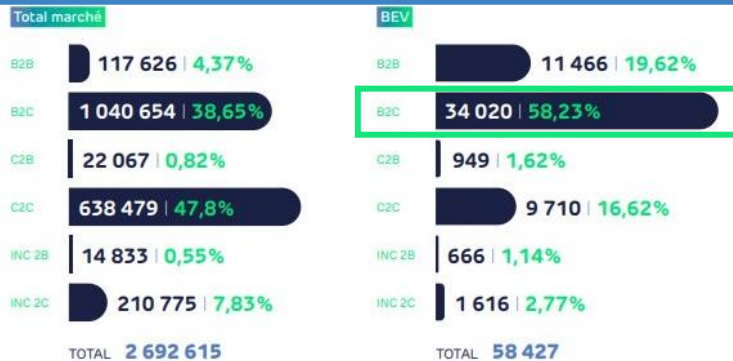 Total marché
B2B 117 626 | 4,37%
B2C 1 040 654 | 38,65%
C2B 22 067 | 0,82%
C2C 638 479 | 47,8%
INC 2B 14 833 | 0,55%
INC 2C 210 775 | 7,83%
TOTAL 2 692 615
BEV
B2B 11 466 | 19,62%
B2C 34 020 | 58,23%
C2B 949 | 1,62%
C2C 9 710 | 16,62%
INC 2B 666 | 1,14%
INC 2C 1 616 | 2,77%
TOTAL 58 427